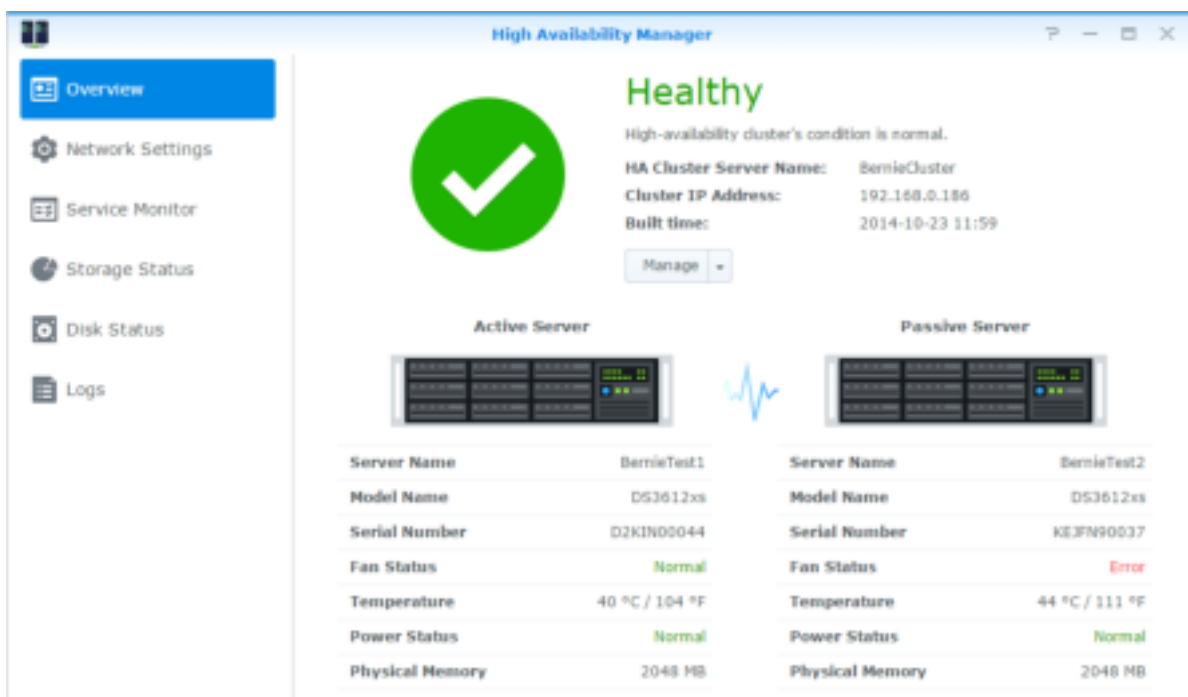 High Availability Manager
Overview
Network Settings
Service Monitor
Storage Status
Disk Status
Logs
Healthy
High-availability cluster's condition is normal.
HA Cluster Server Name: BernieCluster
Cluster IP Address: 192.168.0.186
Built time: 2014-10-23 11:59
Manage
Active Server
Server Name BernieTest1
Model Name DS3612xs
Serial Number D2KIN00044
Fan Status Normal
Temperature 40 °C / 104 °F
Power Status Normal
Physical Memory 2048 MB
Passive Server
Server Name BernieTest2
Model Name DS3612xs
Serial Number KEJFN90037
Fan Status Error
Temperature 44 °C / 111 °F
Power Status Normal
Physical Memory 2048 MB